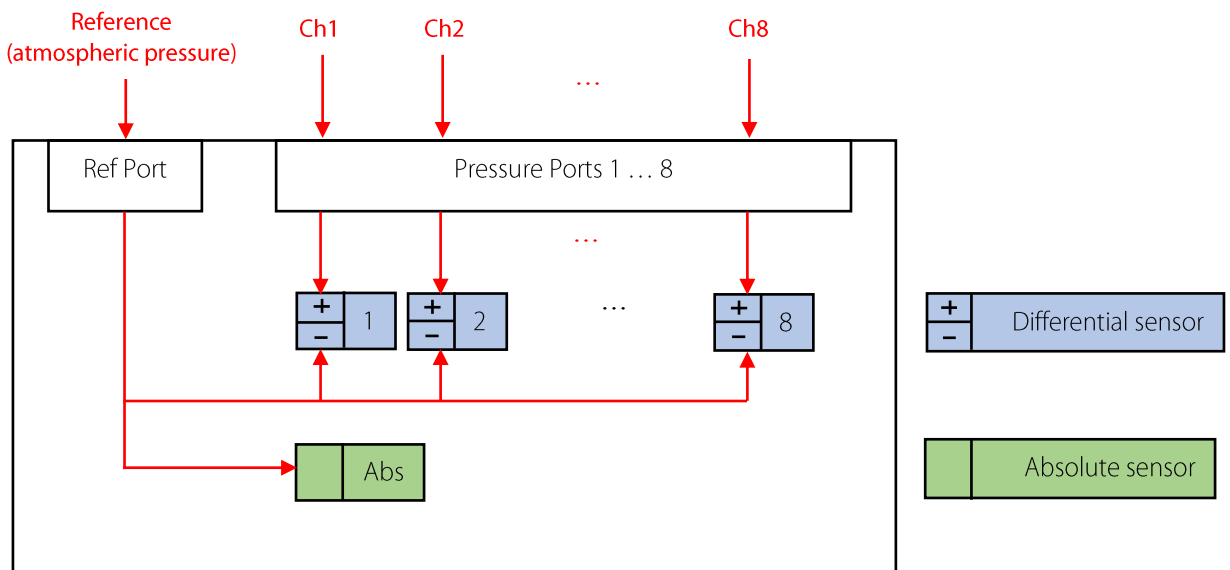 Reference
(atmospheric pressure)
Ch1
Ch2
...
Ch8
Ref Port
Pressure Ports 1 ... 8
...
+
−
1
+
−
2
...
+
−
8
+
−
Differential sensor
Abs
Absolute sensor